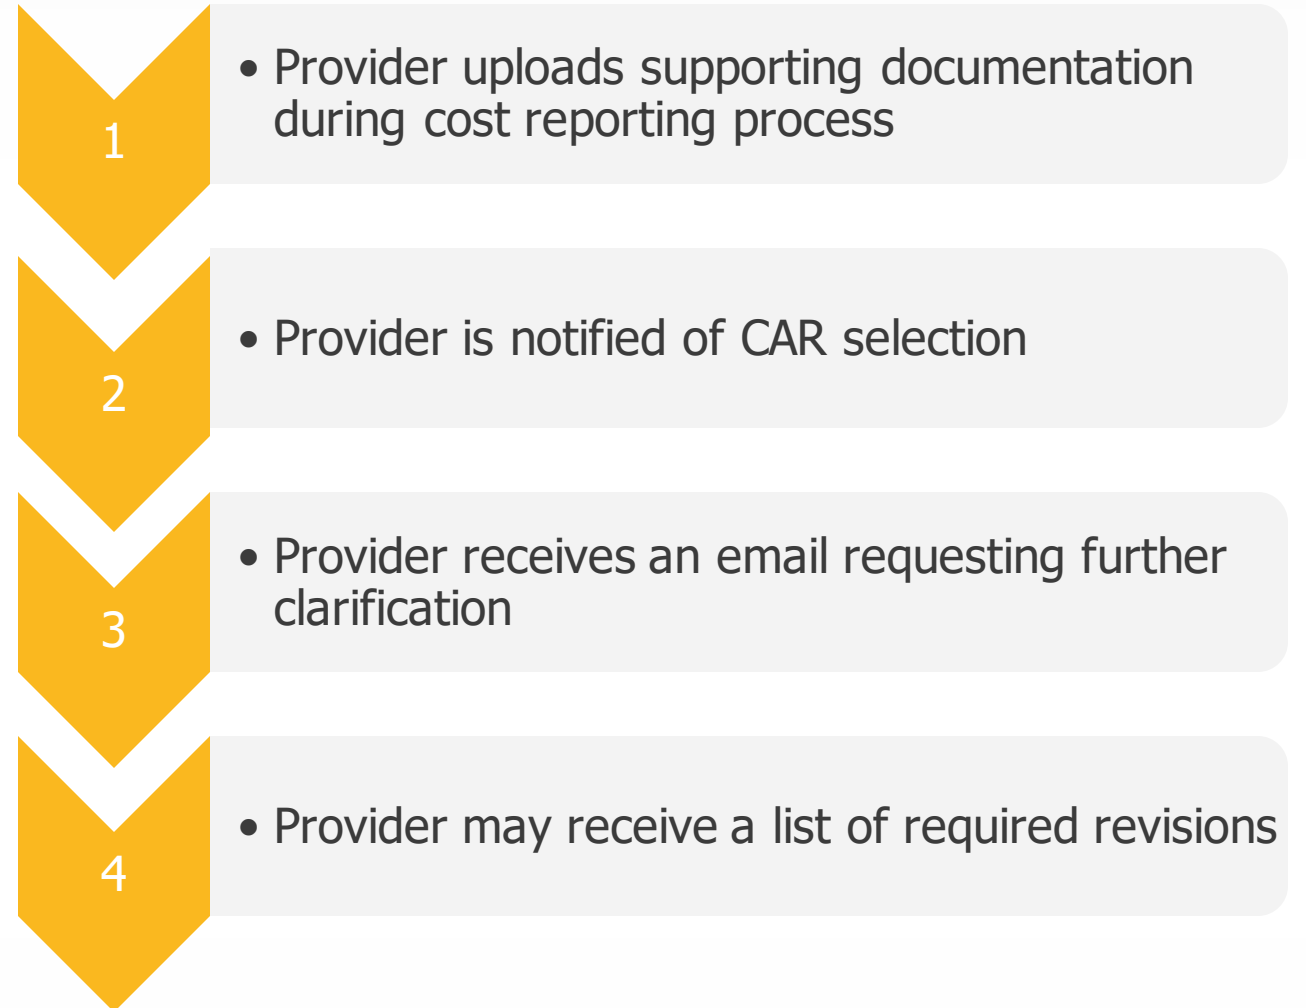 1
• Provider uploads supporting documentation
during cost reporting process
2
• Provider is notified of CAR selection
3
• Provider receives an email requesting further
clarification
4
• Provider may receive a list of required revisions